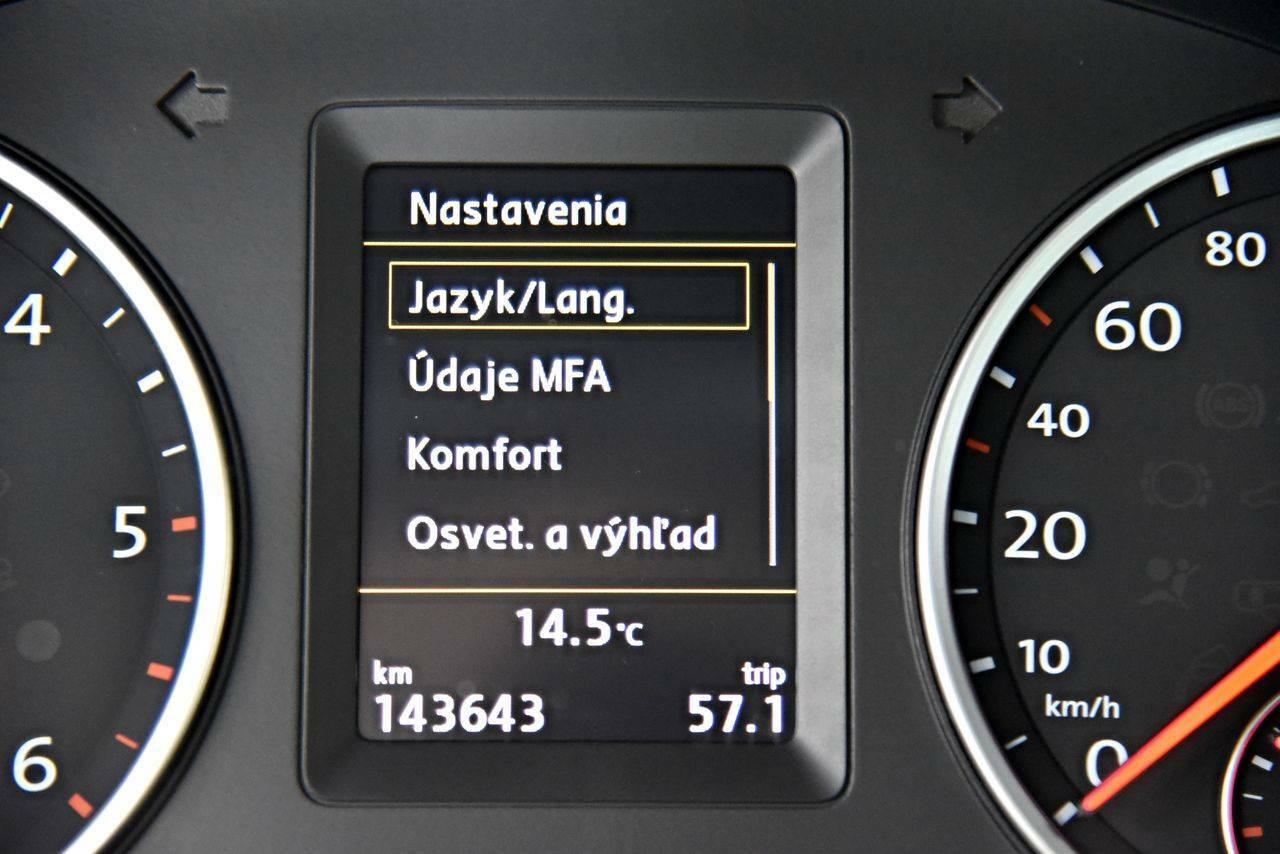 Nastavenia
Jazyk/Lang.
Údaje MFA
Komfort
Osvet. a výhľad
14.5°C
km trip
143643 57.1
4
5
6
80
60
40
20
10
km/h
0
ABS